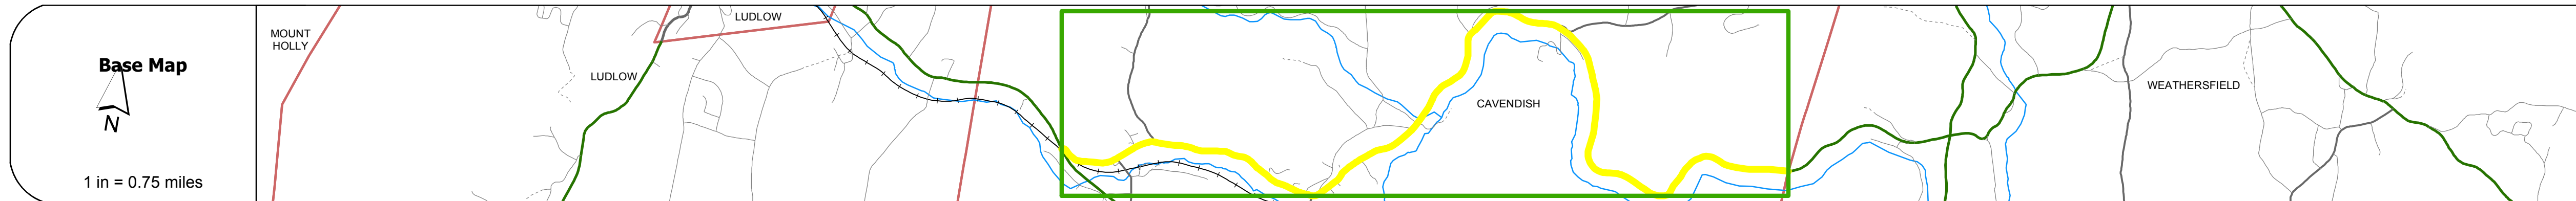 Base Map
N
1 in = 0.75 miles
MOUNT
HOLLY
LUDLOW
LUDLOW
CAVENDISH
WEATHERSFIELD